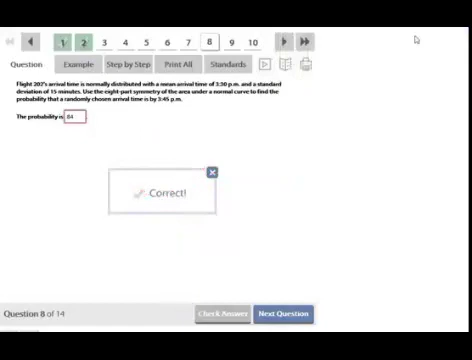 1 2 3 4 5 6 7 8 9 10
Question Example Step by Step Print All Standards
Flight 202's arrival time is normally distributed with a mean arrival time of 3:30 p.m. and a standard
deviation of 15 minutes. Use the eight-part symmetry of the area under a normal curve to find the
probability that a randomly chosen arrival time is by 3:45 p.m.
The probability is .84
Correct!
Question 8 of 14 Check Answer Next Question